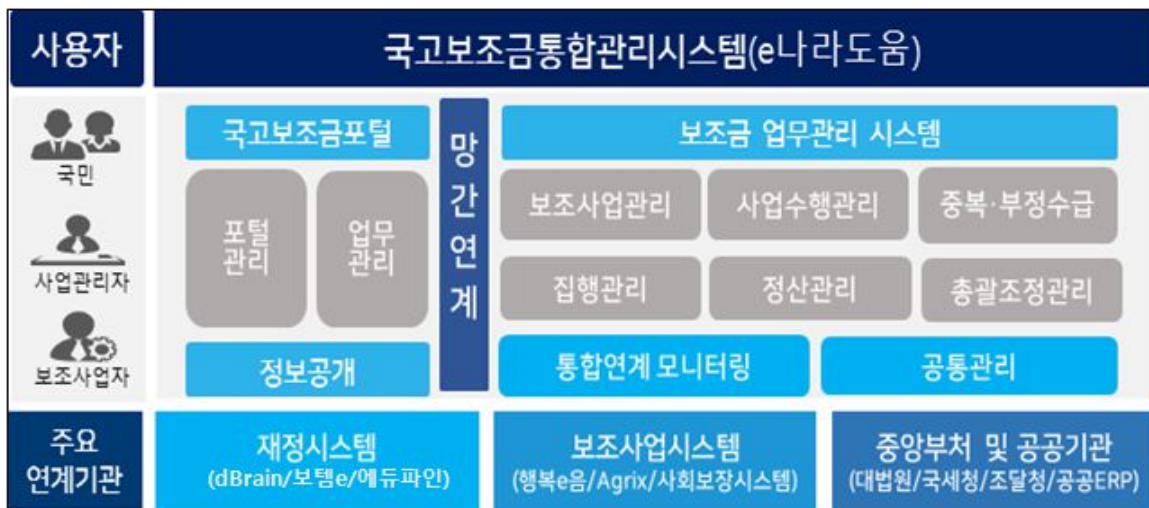 사용자
국고보조금통합관리시스템(e나라도움)
국민
사업관리자
보조사업자
국고보조금포털
포털
관리
업무
관리
정보공개
망
간
연
계
보조금 업무관리 시스템
보조사업관리
사업수행관리
중복·부정수급
집행관리
정산관리
총괄조정관리
통합연계 모니터링
공통관리
주요
연계기관
재정시스템
(dBrain/보템e/에듀파인)
보조사업시스템
(행복e음/Agrix/사회보장시스템)
중앙부처 및 공공기관
(대법원/국세청/조달청/공공ERP)